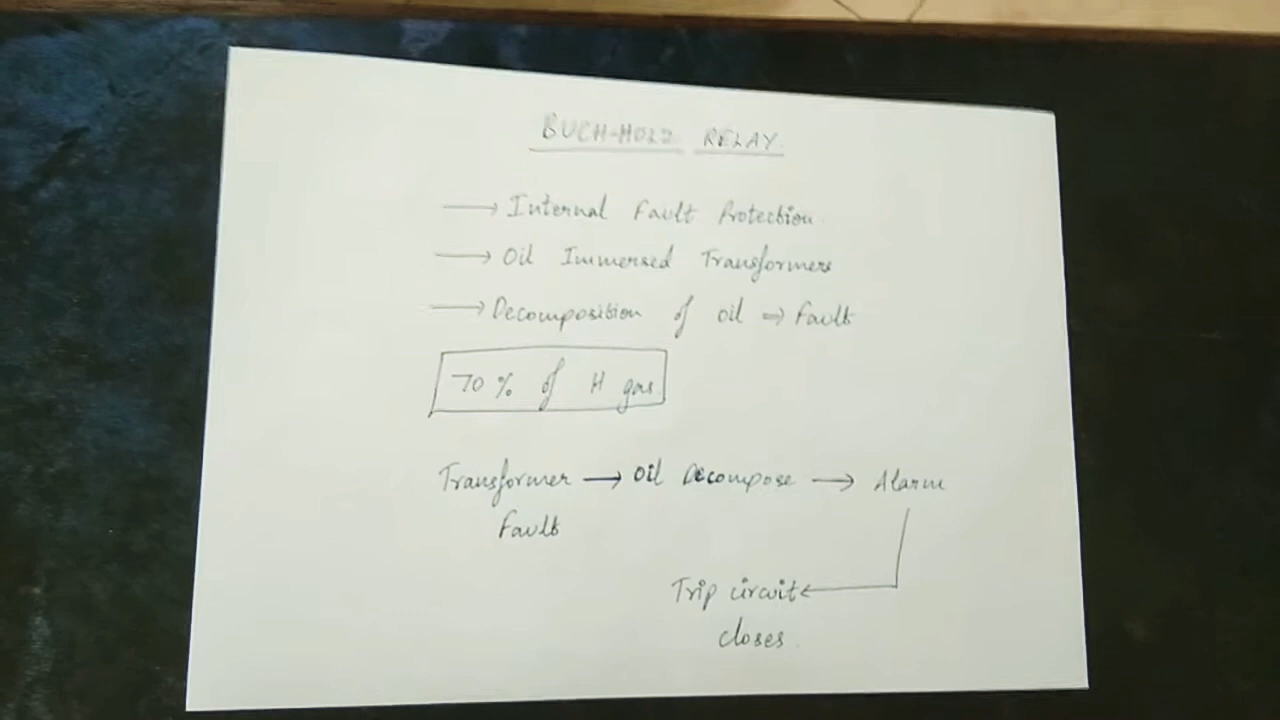 BUCH-HOLZ RELAY.
→ Internal Fault Protection
→ Oil Immersed Transformers
→ Decomposition of oil ⇒ Fault
70% of H gas
Transformer → Oil Decompose → Alarm
Fault
Trip circuit ←
closes.